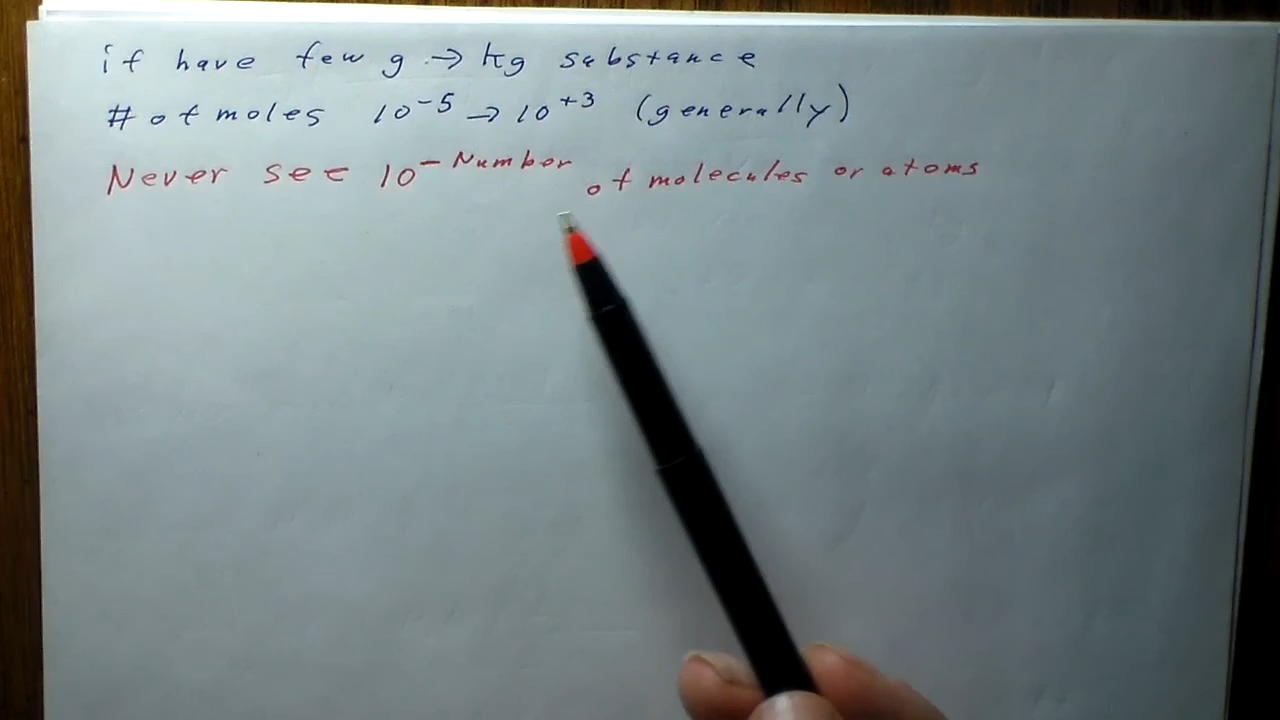 if have few g → kg substance
# of moles 10⁻⁵ → 10⁺³ (generally)
Never see 10⁻ᴺᵘᵐᵇᵉʳ of molecules or atoms